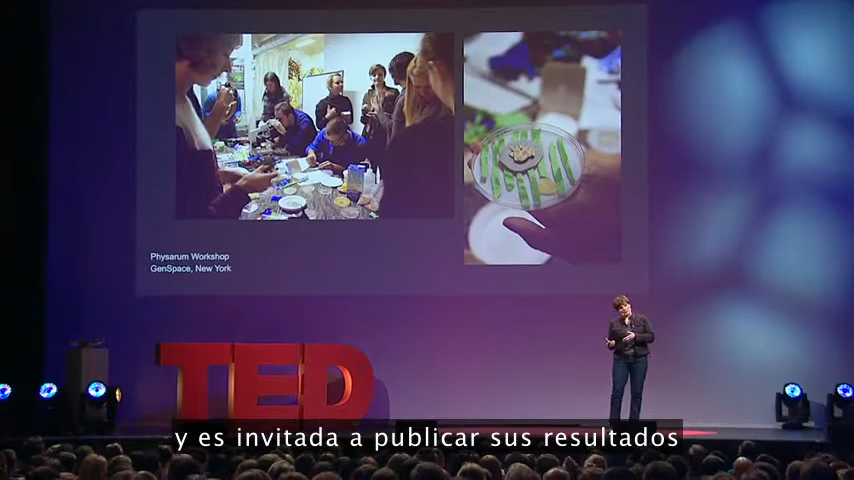 Physarum Workshop
GenSpace, New York
TED
y es invitada a publicar sus resultados